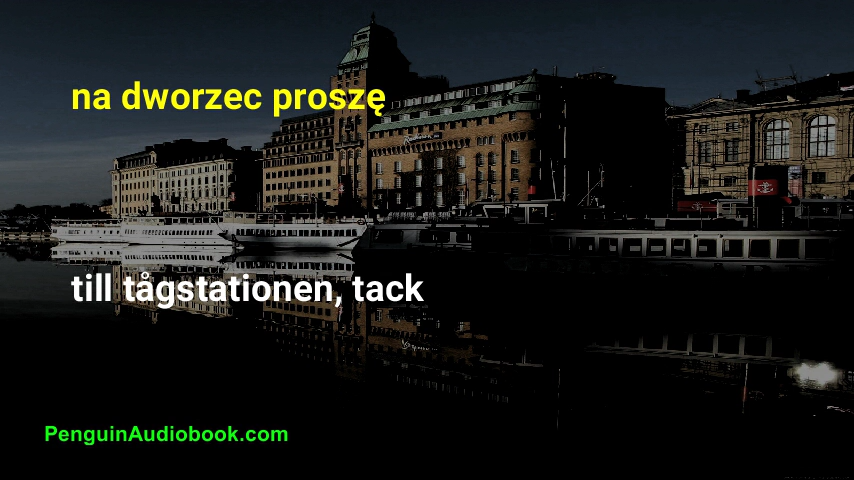 na dworzec proszę
till tågstationen, tack
PenguinAudiobook.com